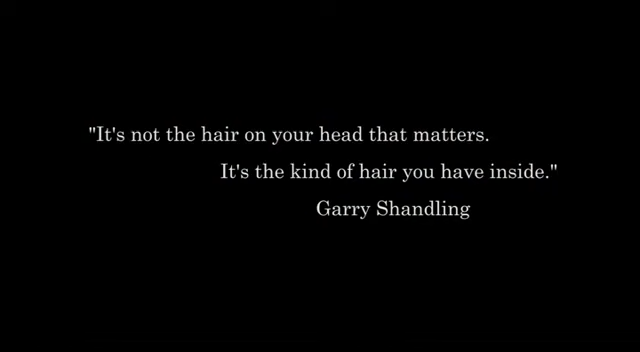 "It's not the hair on your head that matters.
It's the kind of hair you have inside."
Garry Shandling